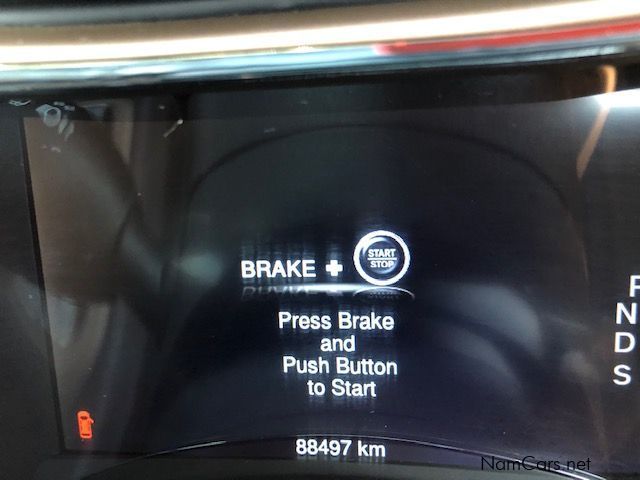 BRAKE + START STOP
Press Brake
and
Push Button
to Start
N
D
S
88497 km
NamCars.net